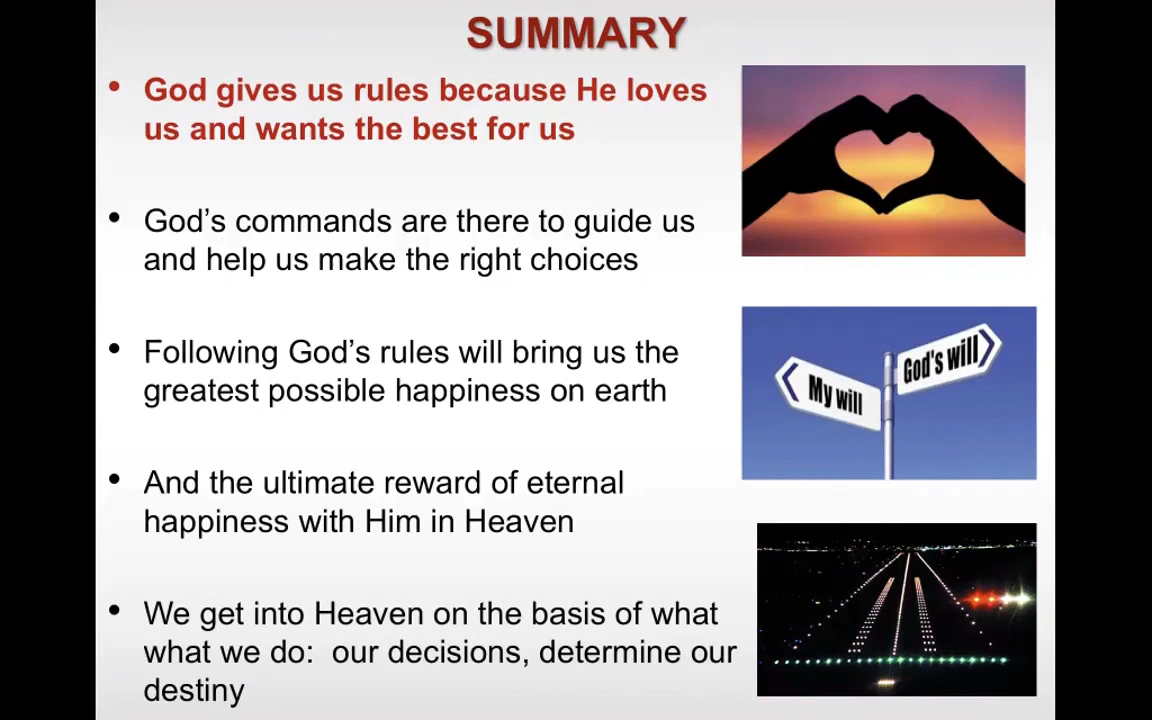 SUMMARY
• God gives us rules because He loves
us and wants the best for us
• God’s commands are there to guide us
and help us make the right choices
• Following God’s rules will bring us the
greatest possible happiness on earth
• And the ultimate reward of eternal
happiness with Him in Heaven
• We get into Heaven on the basis of what
what we do:  our decisions, determine our
destiny
My will
God's will